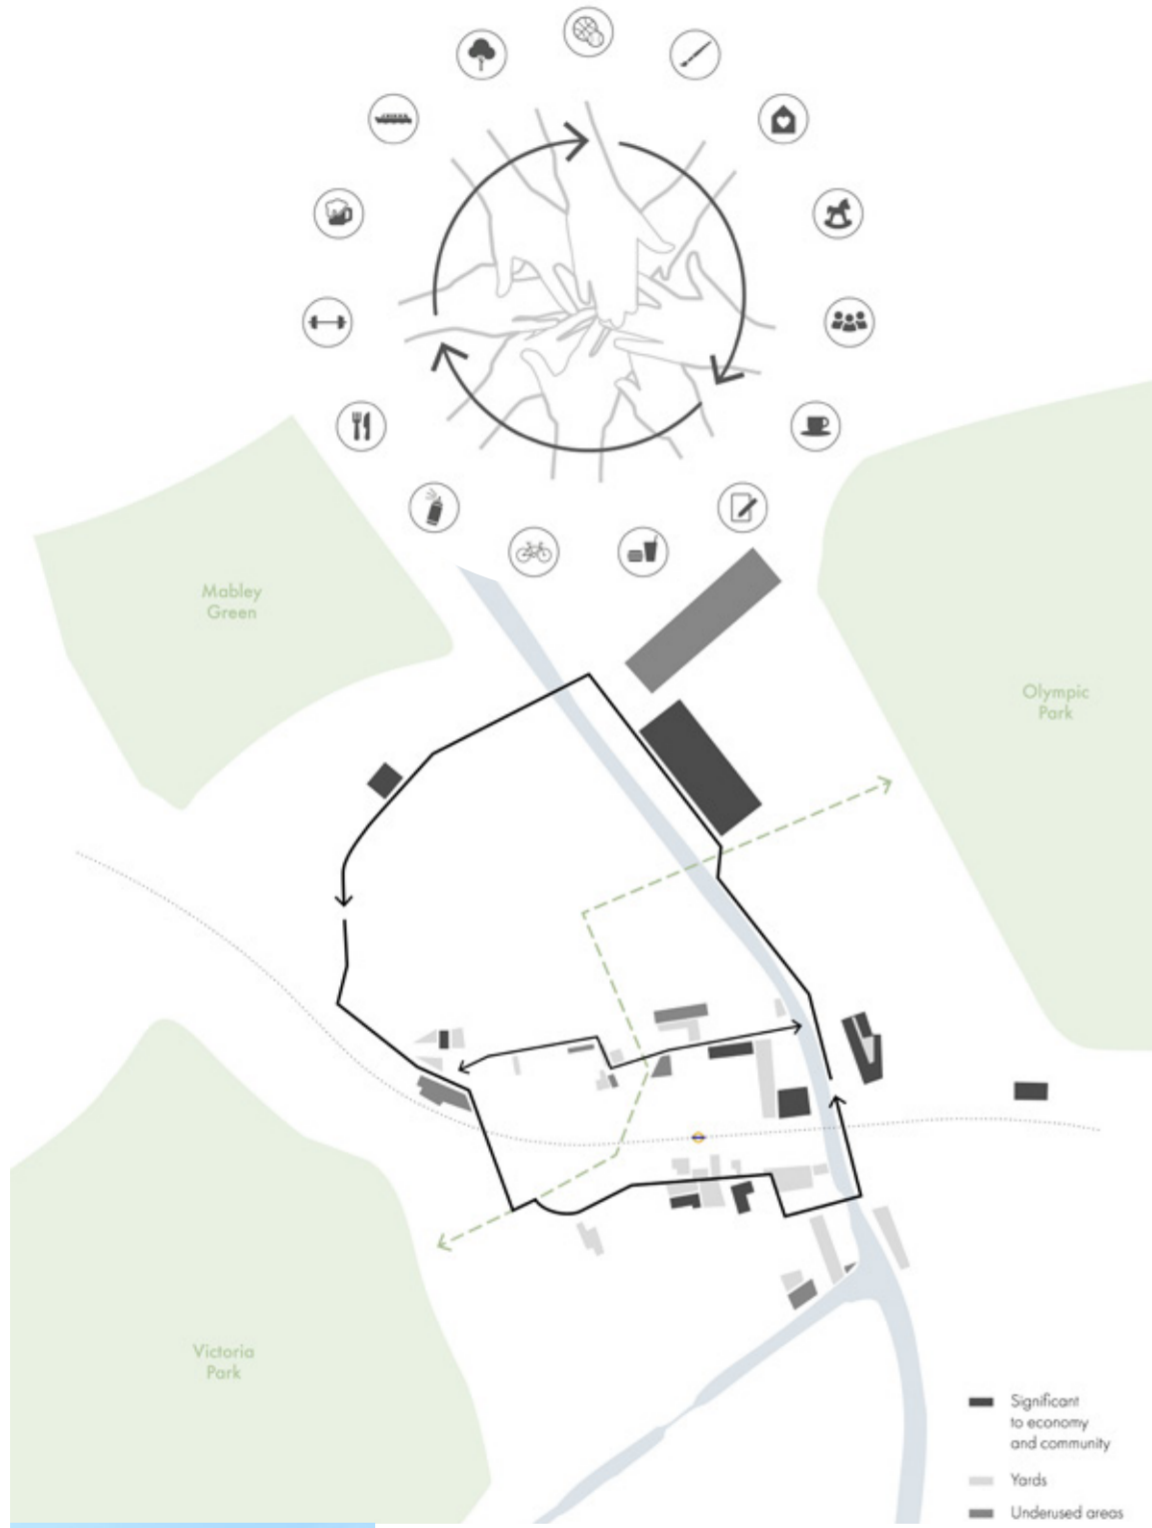 Mabley
Green
Olympic
Park
Victoria
Park
Significant
to economy
and community
Yards
Underused areas